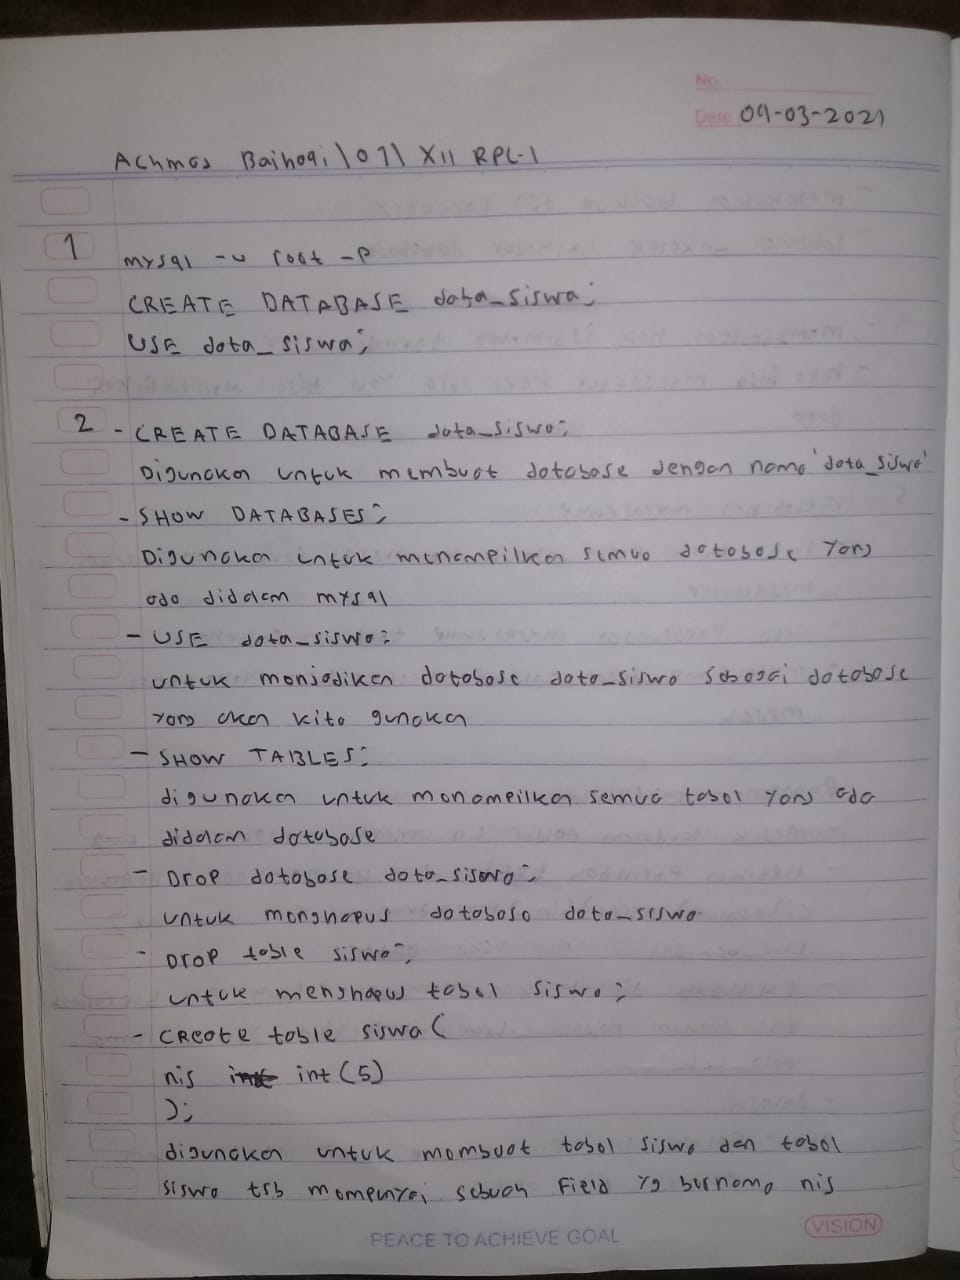 No.
Date 09-03-2021
Achmad Baihaqi \ 07 \ XII RPL-1
1
mysql -u root -p
CREATE DATABASE data_siswa;
USE data_siswa;
2 - CREATE DATABASE data_siswa;
Digunakan untuk membuat database dengan nama 'data_siswa'
- SHOW DATABASES;
Digunakan untuk menampilkan semua database yang
ada didalam mysql
- USE data_siswa;
untuk menjadikan database data_siswa sebagai database
yang akan kita gunakan
- SHOW TABLES;
digunakan untuk menampilkan semua tabel yang ada
didalam database
- Drop database data_siswa;
untuk menghapus database data_siswa
- Drop table siswa;
untuk menghapus tabel siswa;
- Create table siswa (
nis int (5)
);
digunakan untuk membuat tabel siswa dan tabel
siswa tsb mempunyai sebuah field yg bernama nis
VISION
PEACE TO ACHIEVE GOAL